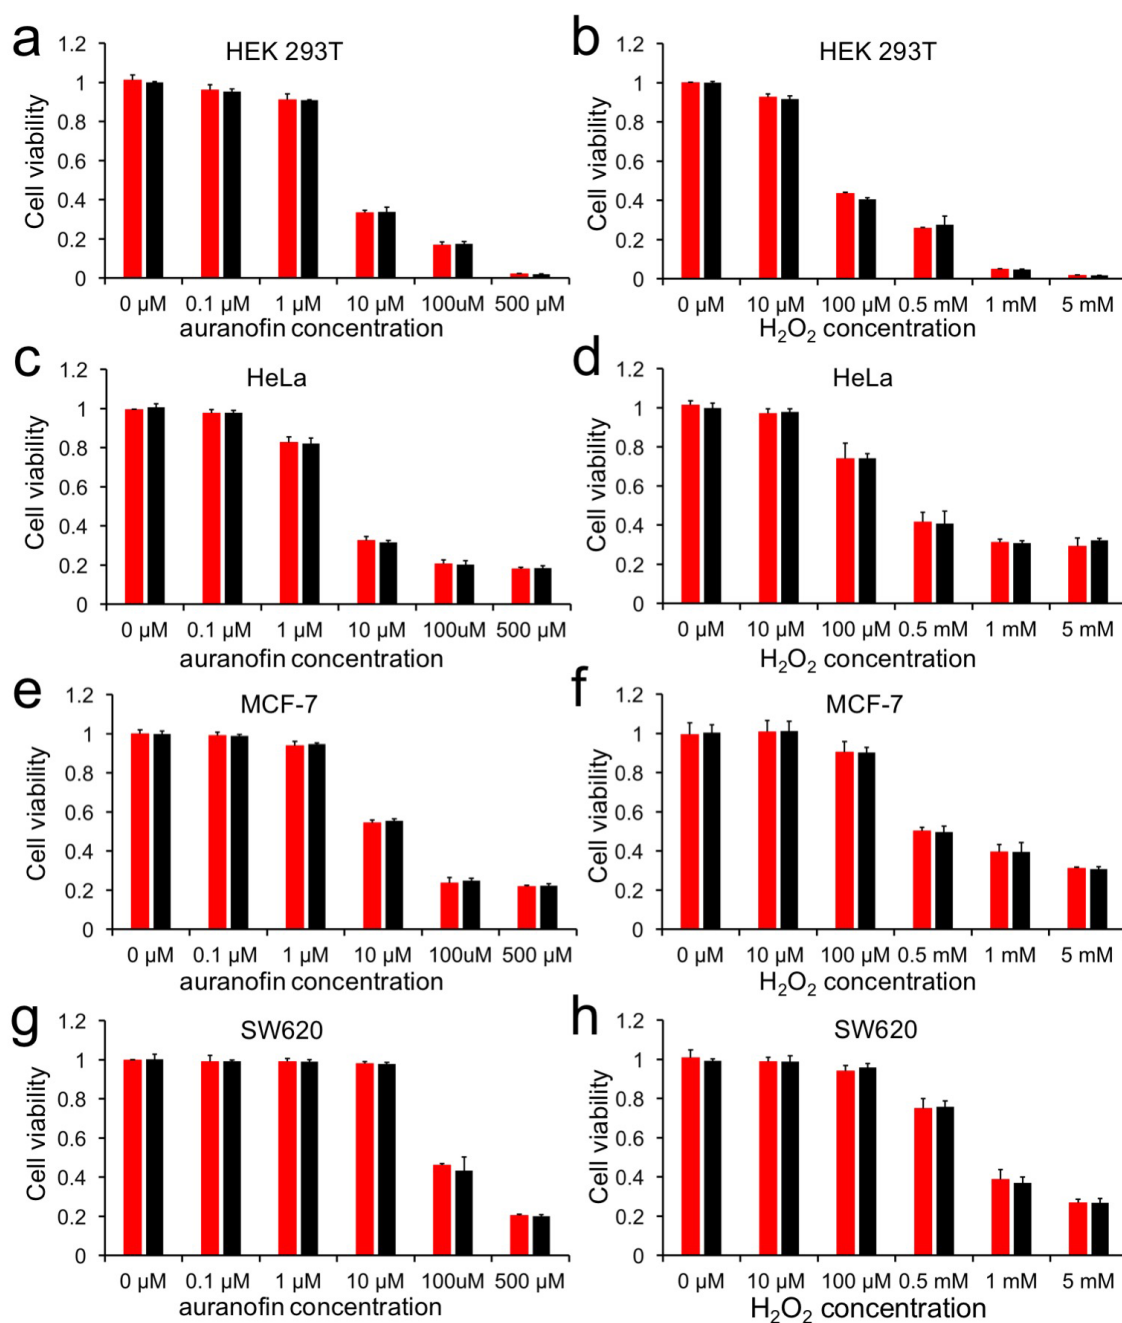 a
HEK 293T
Cell viability
1.2
1
0.8
0.6
0.4
0.2
0
0 µM 0.1 µM 1 µM 10 µM 100uM 500 µM
auranofin concentration
b
HEK 293T
Cell viability
1.2
1
0.8
0.6
0.4
0.2
0
0 µM 10 µM 100 µM 0.5 mM 1 mM 5 mM
H₂O₂ concentration
c
HeLa
Cell viability
1.2
1
0.8
0.6
0.4
0.2
0
0 µM 0.1 µM 1 µM 10 µM 100uM 500 µM
auranofin concentration
d
HeLa
Cell viability
1.2
1
0.8
0.6
0.4
0.2
0
0 µM 10 µM 100 µM 0.5 mM 1 mM 5 mM
H₂O₂ concentration
e
MCF-7
Cell viability
1.2
1
0.8
0.6
0.4
0.2
0
0 µM 0.1 µM 1 µM 10 µM 100uM 500 µM
auranofin concentration
f
MCF-7
Cell viability
1.2
1
0.8
0.6
0.4
0.2
0
0 µM 10 µM 100 µM 0.5 mM 1 mM 5 mM
H₂O₂ concentration
g
SW620
Cell viability
1.2
1
0.8
0.6
0.4
0.2
0
0 µM 0.1 µM 1 µM 10 µM 100uM 500 µM
auranofin concentration
h
SW620
Cell viability
1.2
1
0.8
0.6
0.4
0.2
0
0 µM 10 µM 100 µM 0.5 mM 1 mM 5 mM
H₂O₂ concentration